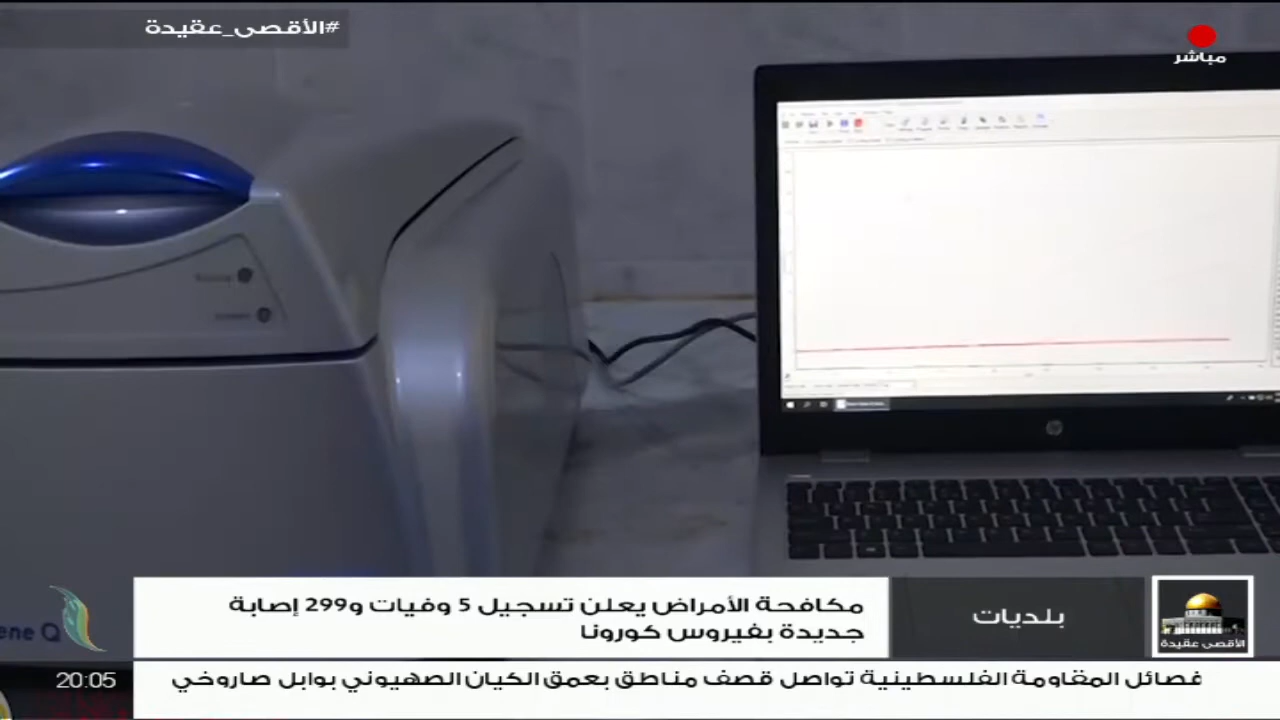 #الأقصى_عقيدة
مباشر
ene Q
مكافحة الأمراض يعلن تسجيل 5 وفيات و299 إصابة
جديدة بفيروس كورونا
بلديات
الأقصى عقيدة
20:05
فصائل المقاومة الفلسطينية تواصل قصف مناطق بعمق الكيان الصهيوني بوابل صاروخي